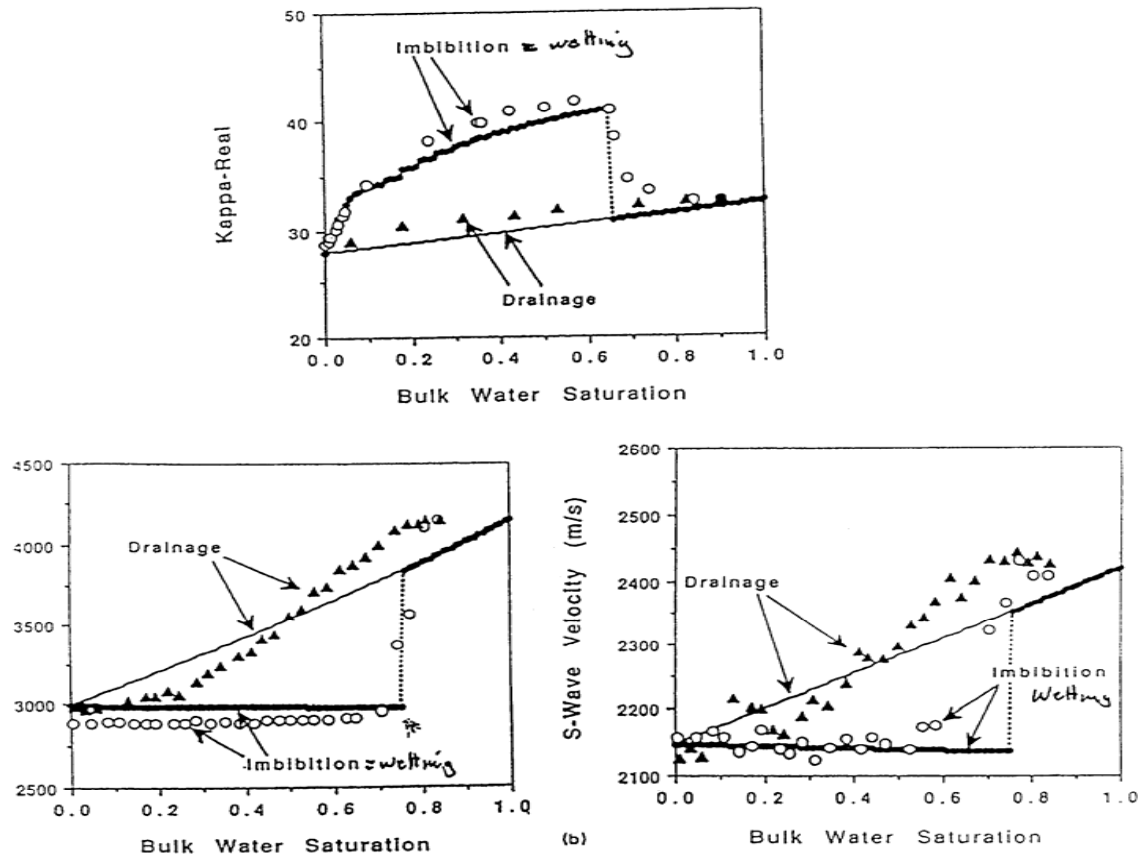 50
40
30
20
Kappa-Real
Imbibition = wetting
Drainage
0.0 0.2 0.4 0.6 0.8 1.0
Bulk Water Saturation
4500
4000
3500
3000
2500
Drainage
Imbibition = wetting
0.0 0.2 0.4 0.6 0.8 1.0
Bulk Water Saturation
(b)
2600
2500
2400
2300
2200
2100
S-Wave Velocity (m/s)
Drainage
Imbibition
Wetting
0.0 0.2 0.4 0.6 0.8 1.0
Bulk Water Saturation